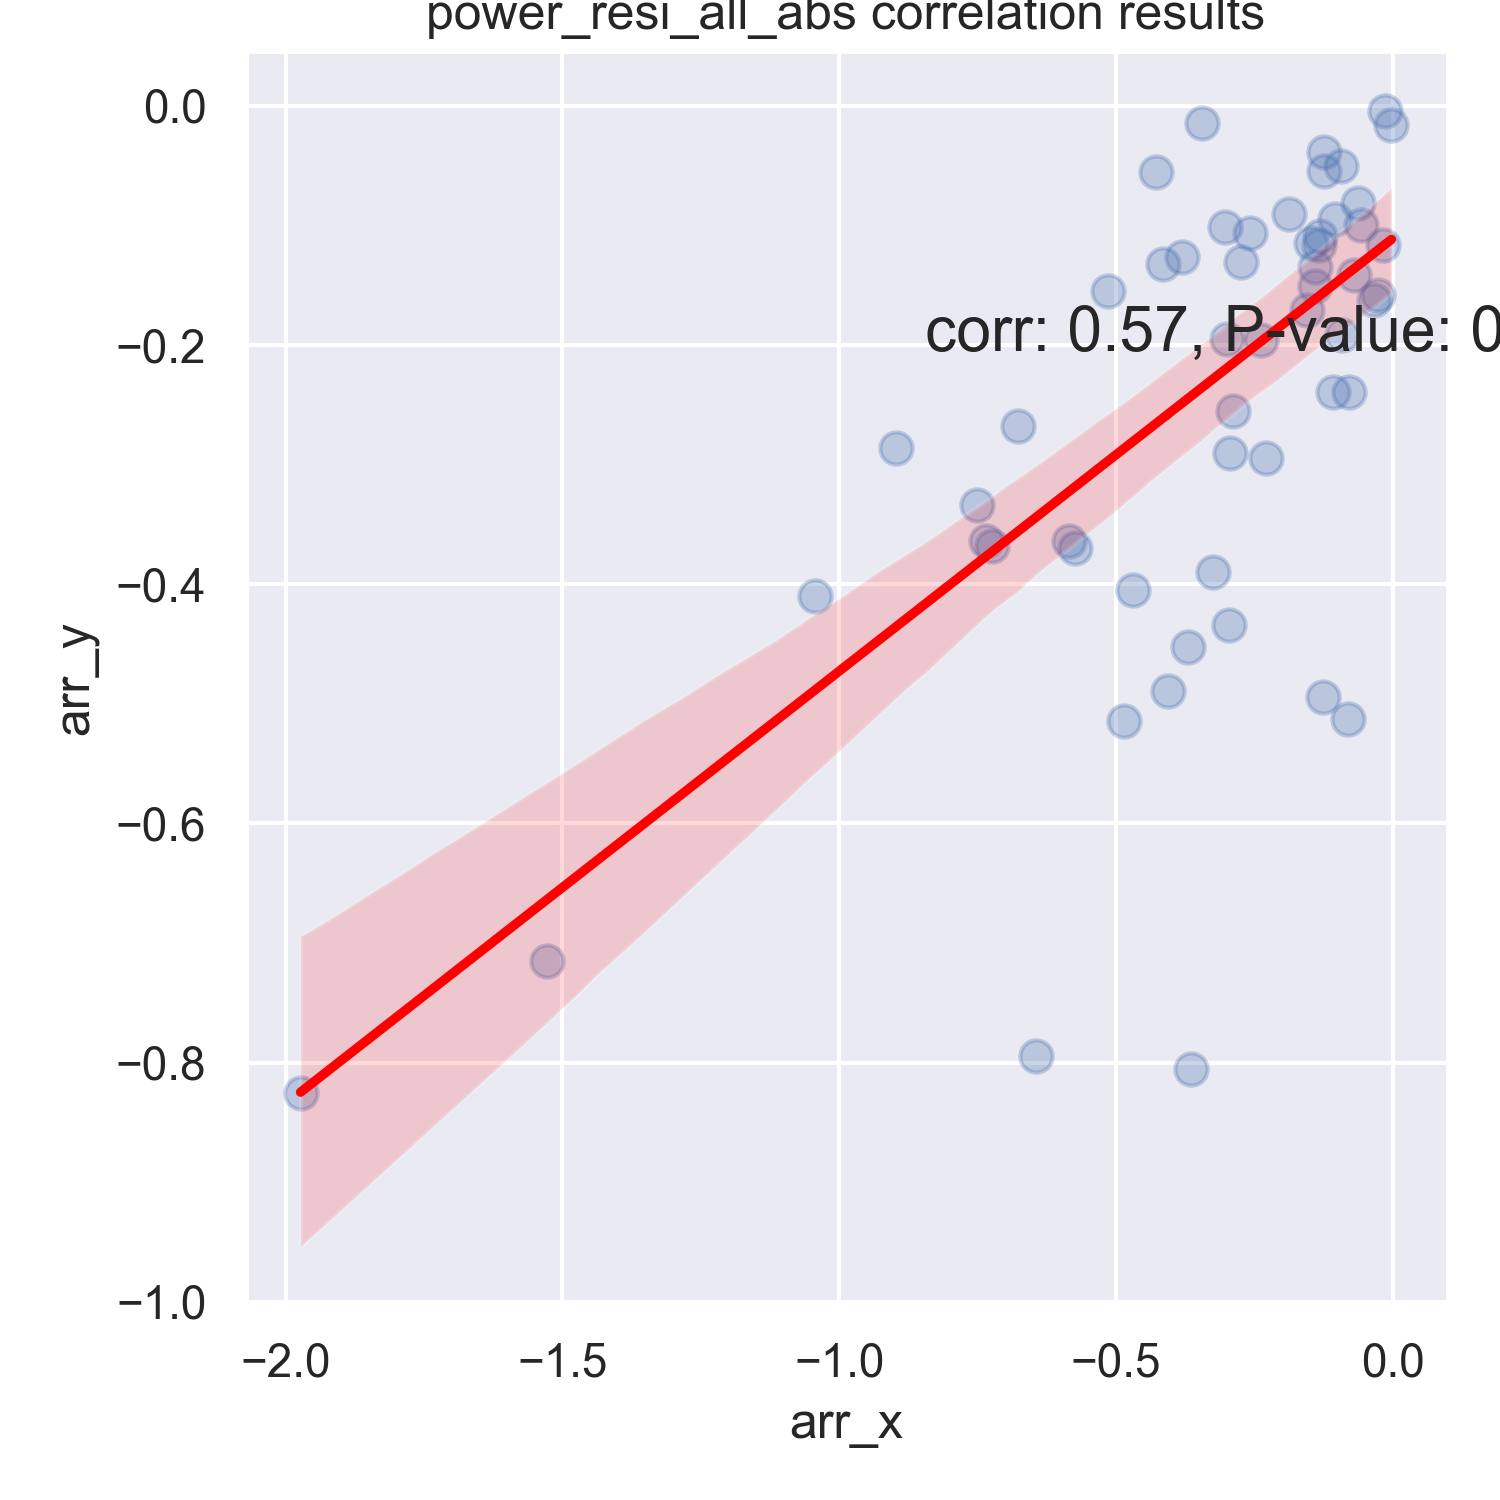 power_resi_all_abs correlation results
0.0
−0.2
−0.4
−0.6
−0.8
−1.0
corr: 0.57, P-value: 0
arr_y
−2.0 −1.5 −1.0 −0.5 0.0
arr_x